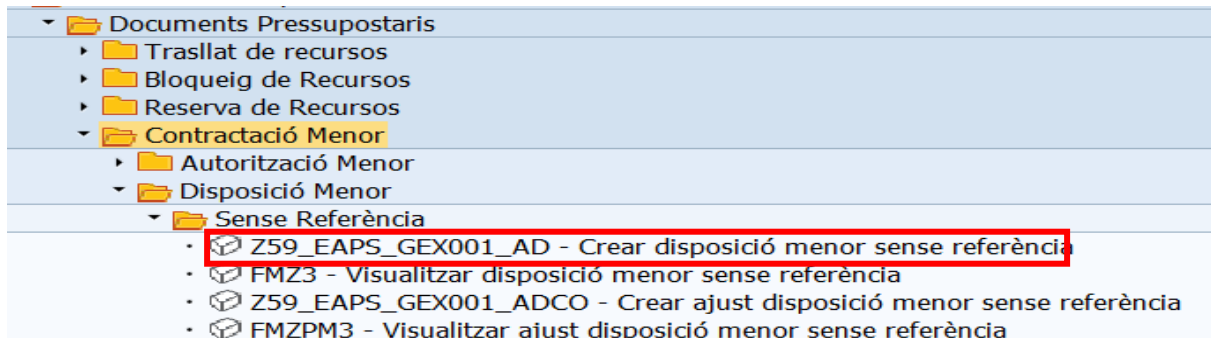 Documents Pressupostaris
Trasllat de recursos
Bloqueig de Recursos
Reserva de Recursos
Contractació Menor
Autorització Menor
Disposició Menor
Sense Referència
Z59_EAPS_GEX001_AD - Crear disposició menor sense referència
FMZ3 - Visualitzar disposició menor sense referència
Z59_EAPS_GEX001_ADCO - Crear ajust disposició menor sense referència
FMZPM3 - Visualitzar ajust disposició menor sense referència